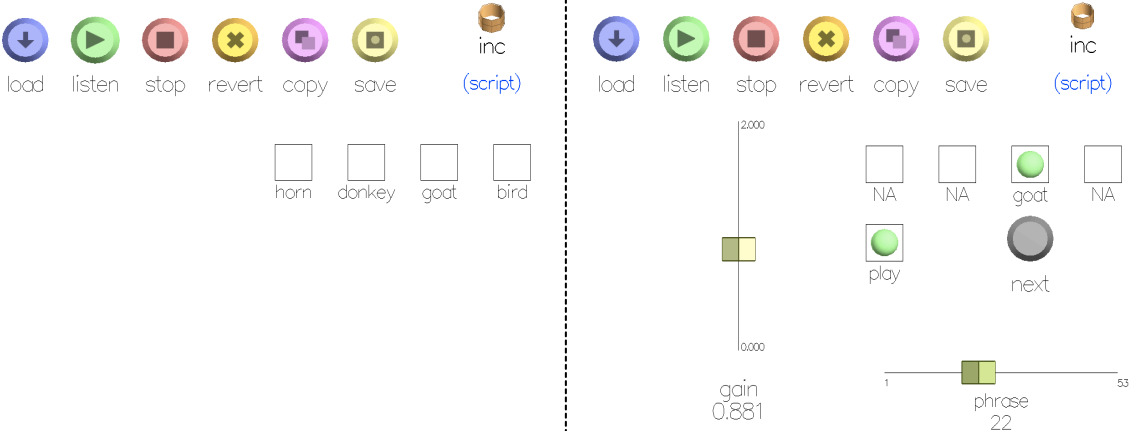 inc
load listen stop revert copy save (script)
horn donkey goat bird
inc
load listen stop revert copy save (script)
2.000
NA NA goat NA
play
next
0.000
1 53
gain
0.881
phrase
22